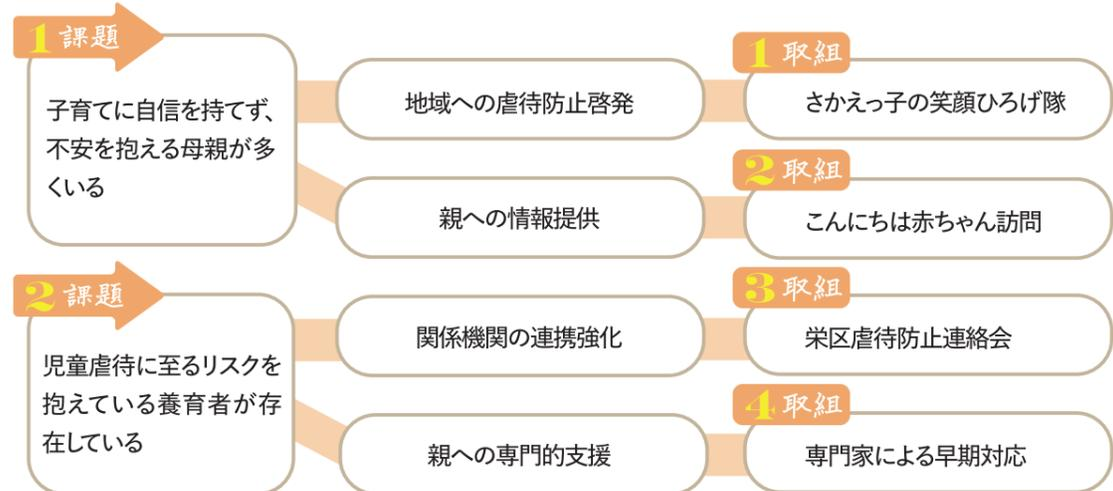 1 課題
子育てに自信を持てず、
不安を抱える母親が多
くいる
地域への虐待防止啓発
1 取組
さかえっ子の笑顔ひろげ隊
親への情報提供
2 取組
こんにちは赤ちゃん訪問
2 課題
児童虐待に至るリスクを
抱えている養育者が存
在している
関係機関の連携強化
3 取組
栄区虐待防止連絡会
親への専門的支援
4 取組
専門家による早期対応